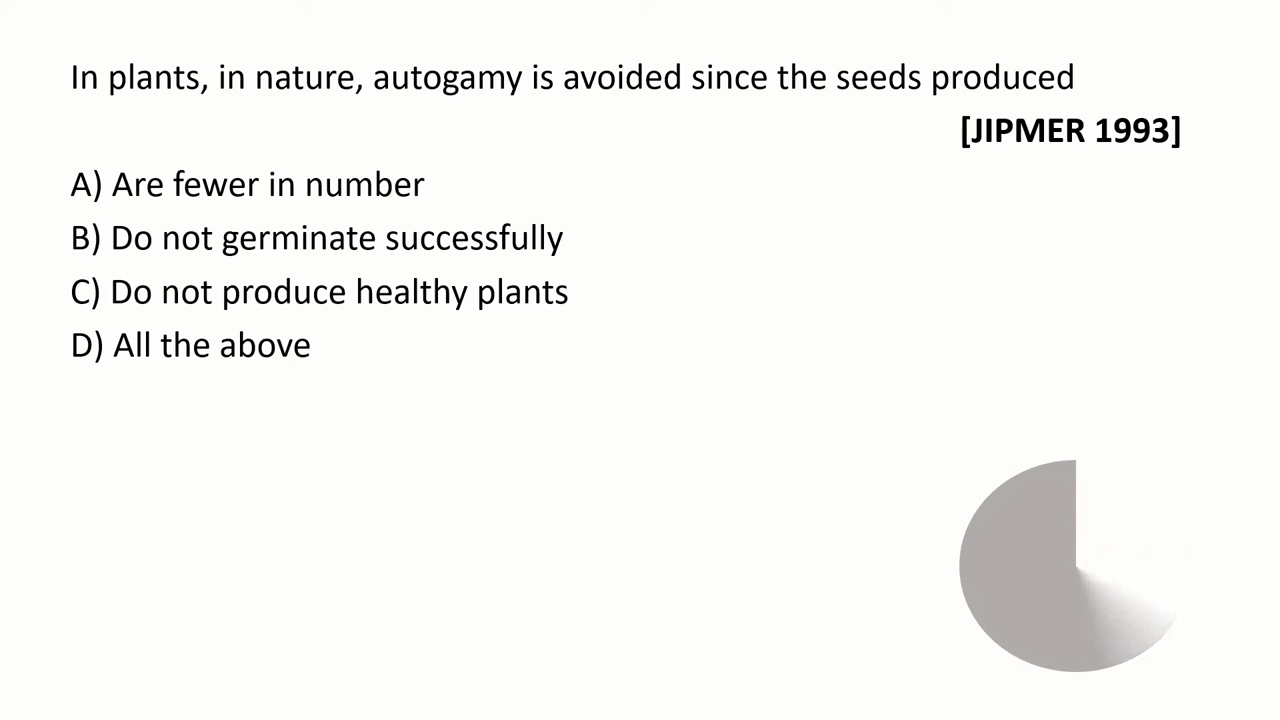 In plants, in nature, autogamy is avoided since the seeds produced
[JIPMER 1993]
A) Are fewer in number
B) Do not germinate successfully
C) Do not produce healthy plants
D) All the above